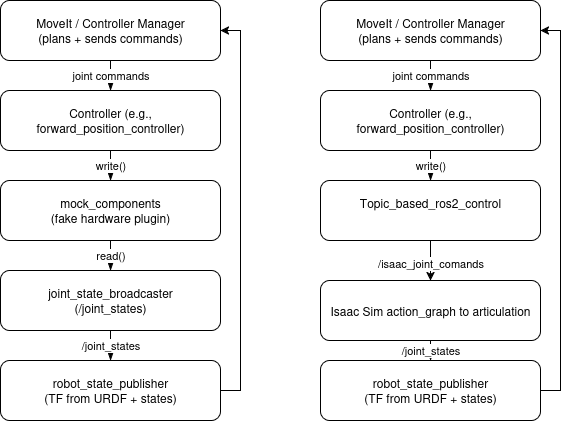 MoveIt / Controller Manager
(plans + sends commands)
joint commands
Controller (e.g.,
forward_position_controller)
write()
mock_components
(fake hardware plugin)
read()
joint_state_broadcaster
(/joint_states)
/joint_states
robot_state_publisher
(TF from URDF + states)
MoveIt / Controller Manager
(plans + sends commands)
joint commands
Controller (e.g.,
forward_position_controller)
write()
Topic_based_ros2_control
/isaac_joint_comands
Isaac Sim action_graph to articulation
/joint_states
robot_state_publisher
(TF from URDF + states)